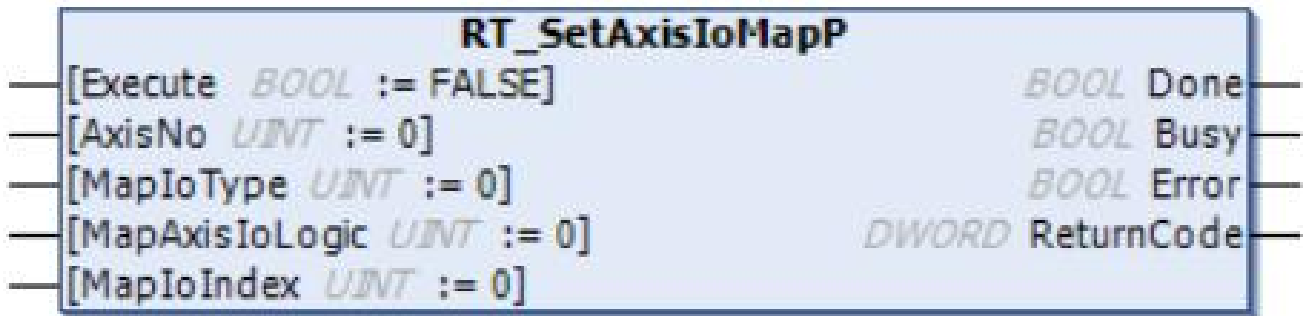 RT_SetAxisIoMapP
[Execute BOOL := FALSE] BOOL Done
[AxisNo UINT := 0] BOOL Busy
[MapIoType UINT := 0] BOOL Error
[MapAxisIoLogic UINT := 0] DWORD ReturnCode
[MapIoIndex UINT := 0]